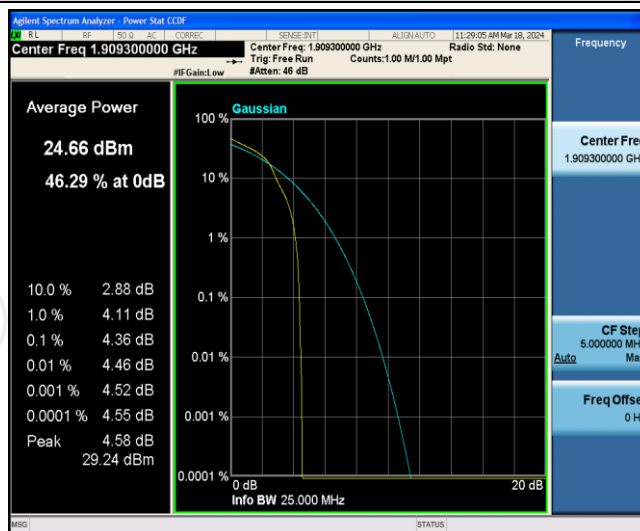 Agilent Spectrum Analyzer - Power Stat CCDF
RL RF 50 Ω AC CORREC SENSE:INT ALIGNAUTO 11:29:05 AM Mar 18, 2024
Center Freq 1.909300000 GHz
Center Freq: 1.909300000 GHz Radio Std: None
Trig: Free Run Counts:1.00 M/1.00 Mpt
#IFGain:Low #Atten: 46 dB
Frequency
Average Power
24.66 dBm
46.29 % at 0dB
10.0 % 2.88 dB
1.0 % 4.11 dB
0.1 % 4.36 dB
0.01 % 4.46 dB
0.001 % 4.52 dB
0.0001 % 4.55 dB
Peak 4.58 dB
29.24 dBm
Gaussian
100 %
10 %
1 %
0.1 %
0.01 %
0.001 %
0.0001 %
0 dB 20 dB
Info BW 25.000 MHz
Center Fre
1.909300000 GH
CF Ste
5.000000 MH
Auto Ma
Freq Offse
0 H
MSG STATUS